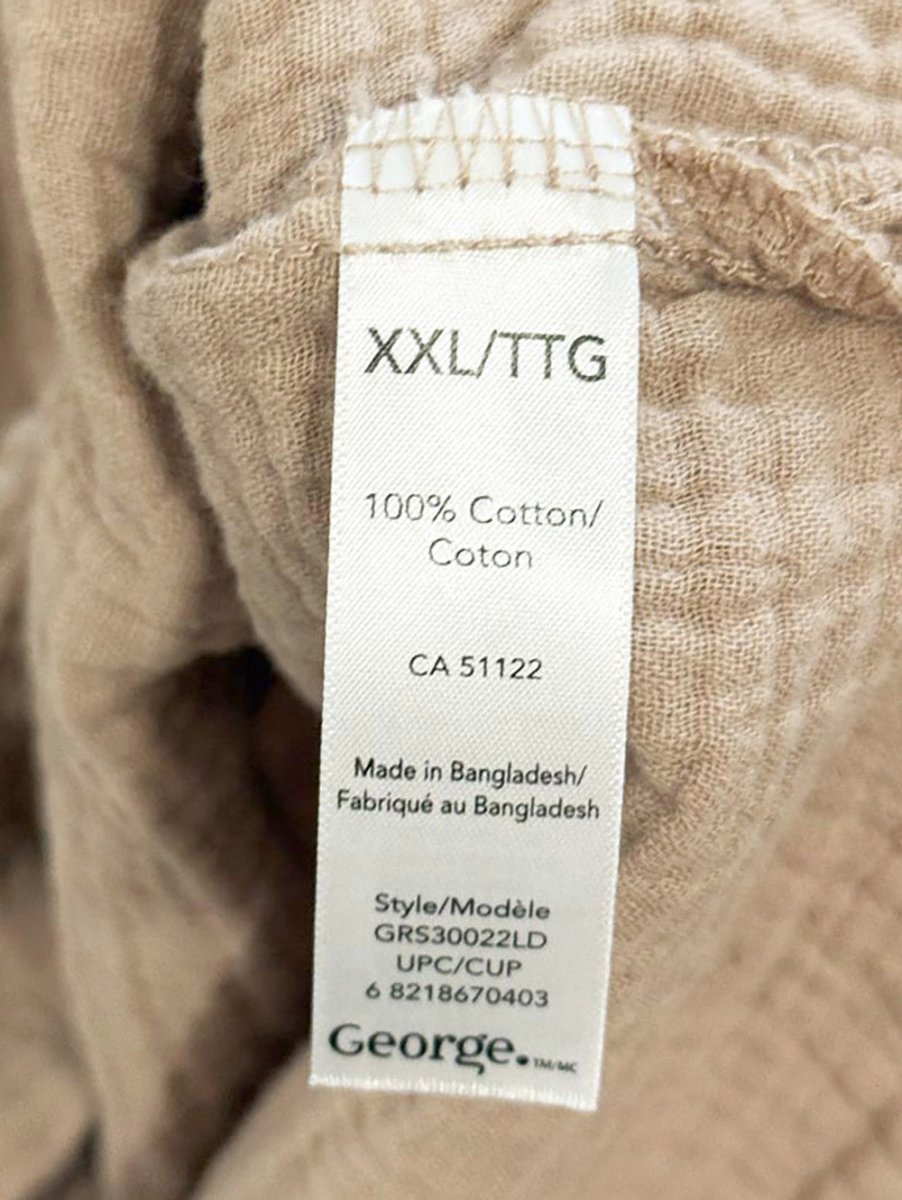 XXL/TTG
100% Cotton/
Coton
CA 51122
Made in Bangladesh/
Fabriqué au Bangladesh
Style/Modèle
GRS30022LD
UPC/CUP
6 8218670403
George.TM/MC